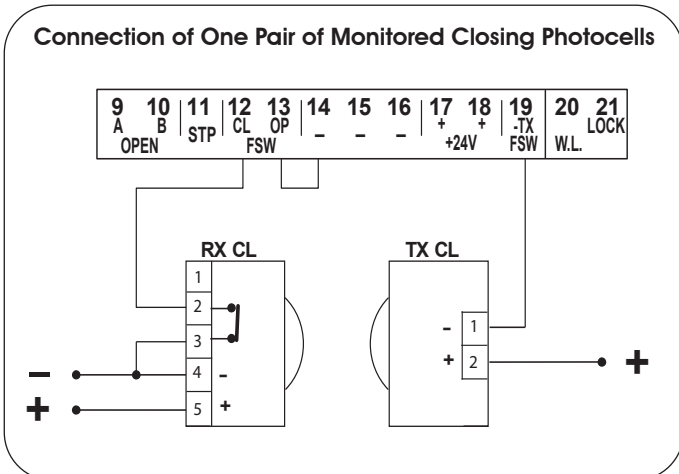 Connection of One Pair of Monitored Closing Photocells
9 10 11 12 13 14 15 16 17 18 19 20 21
A B STP CL OP - - - + + -TX LOCK
OPEN FSW +24V FSW W.L.
RX CL TX CL
1
2
3
4 -
5 +
- 1
+ 2
-
+
+